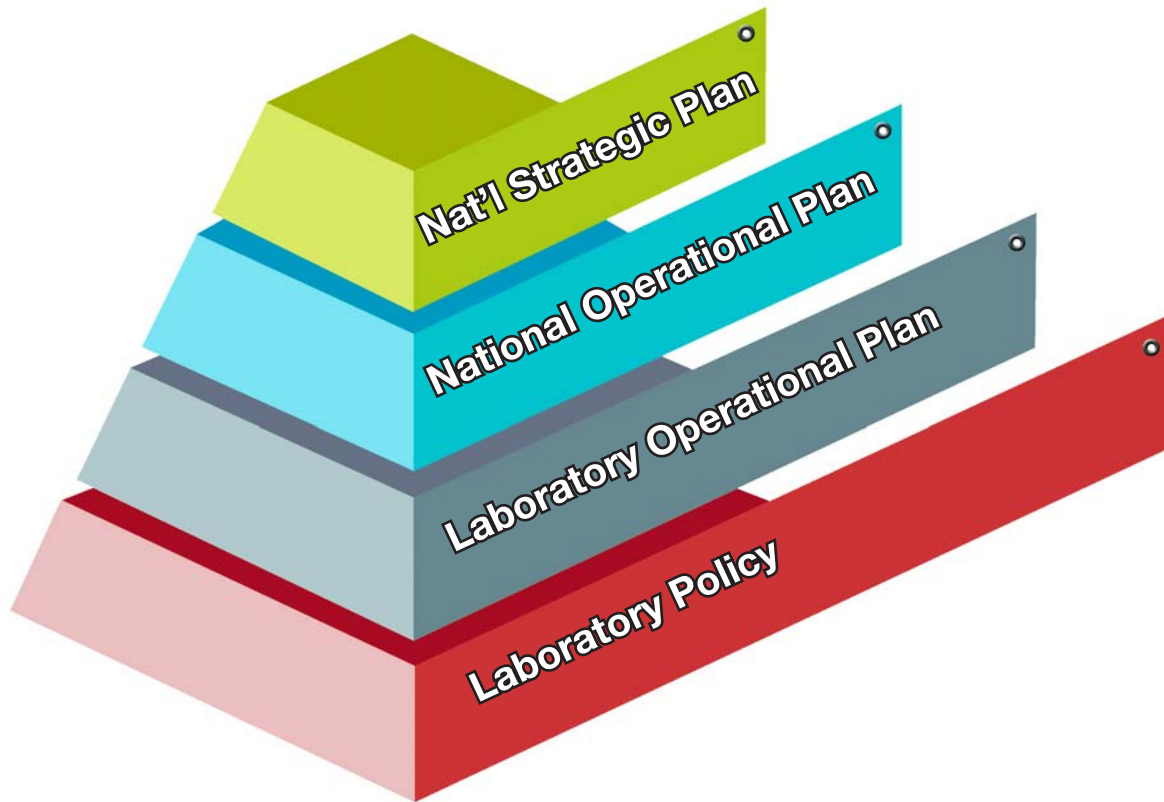 Nat'l Strategic Plan
National Operational Plan
Laboratory Operational Plan
Laboratory Policy